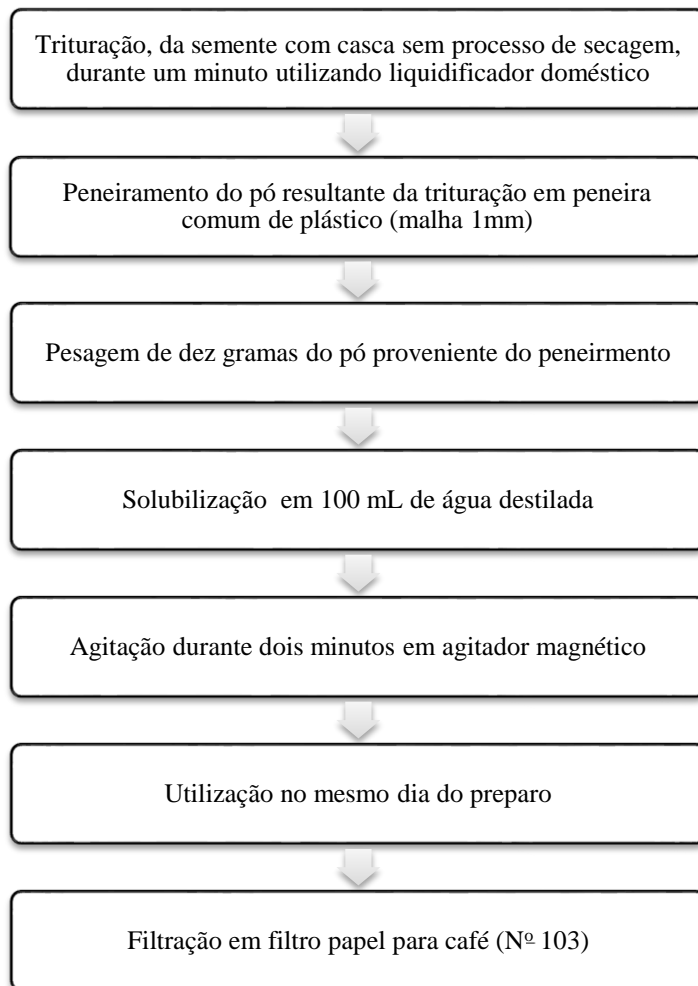 Trituração, da semente com casca sem processo de secagem,
durante um minuto utilizando liquidificador doméstico
Peneiramento do pó resultante da trituração em peneira
comum de plástico (malha 1mm)
Pesagem de dez gramas do pó proveniente do peneirmento
Solubilização em 100 mL de água destilada
Agitação durante dois minutos em agitador magnético
Utilização no mesmo dia do preparo
Filtração em filtro papel para café (Nº 103)